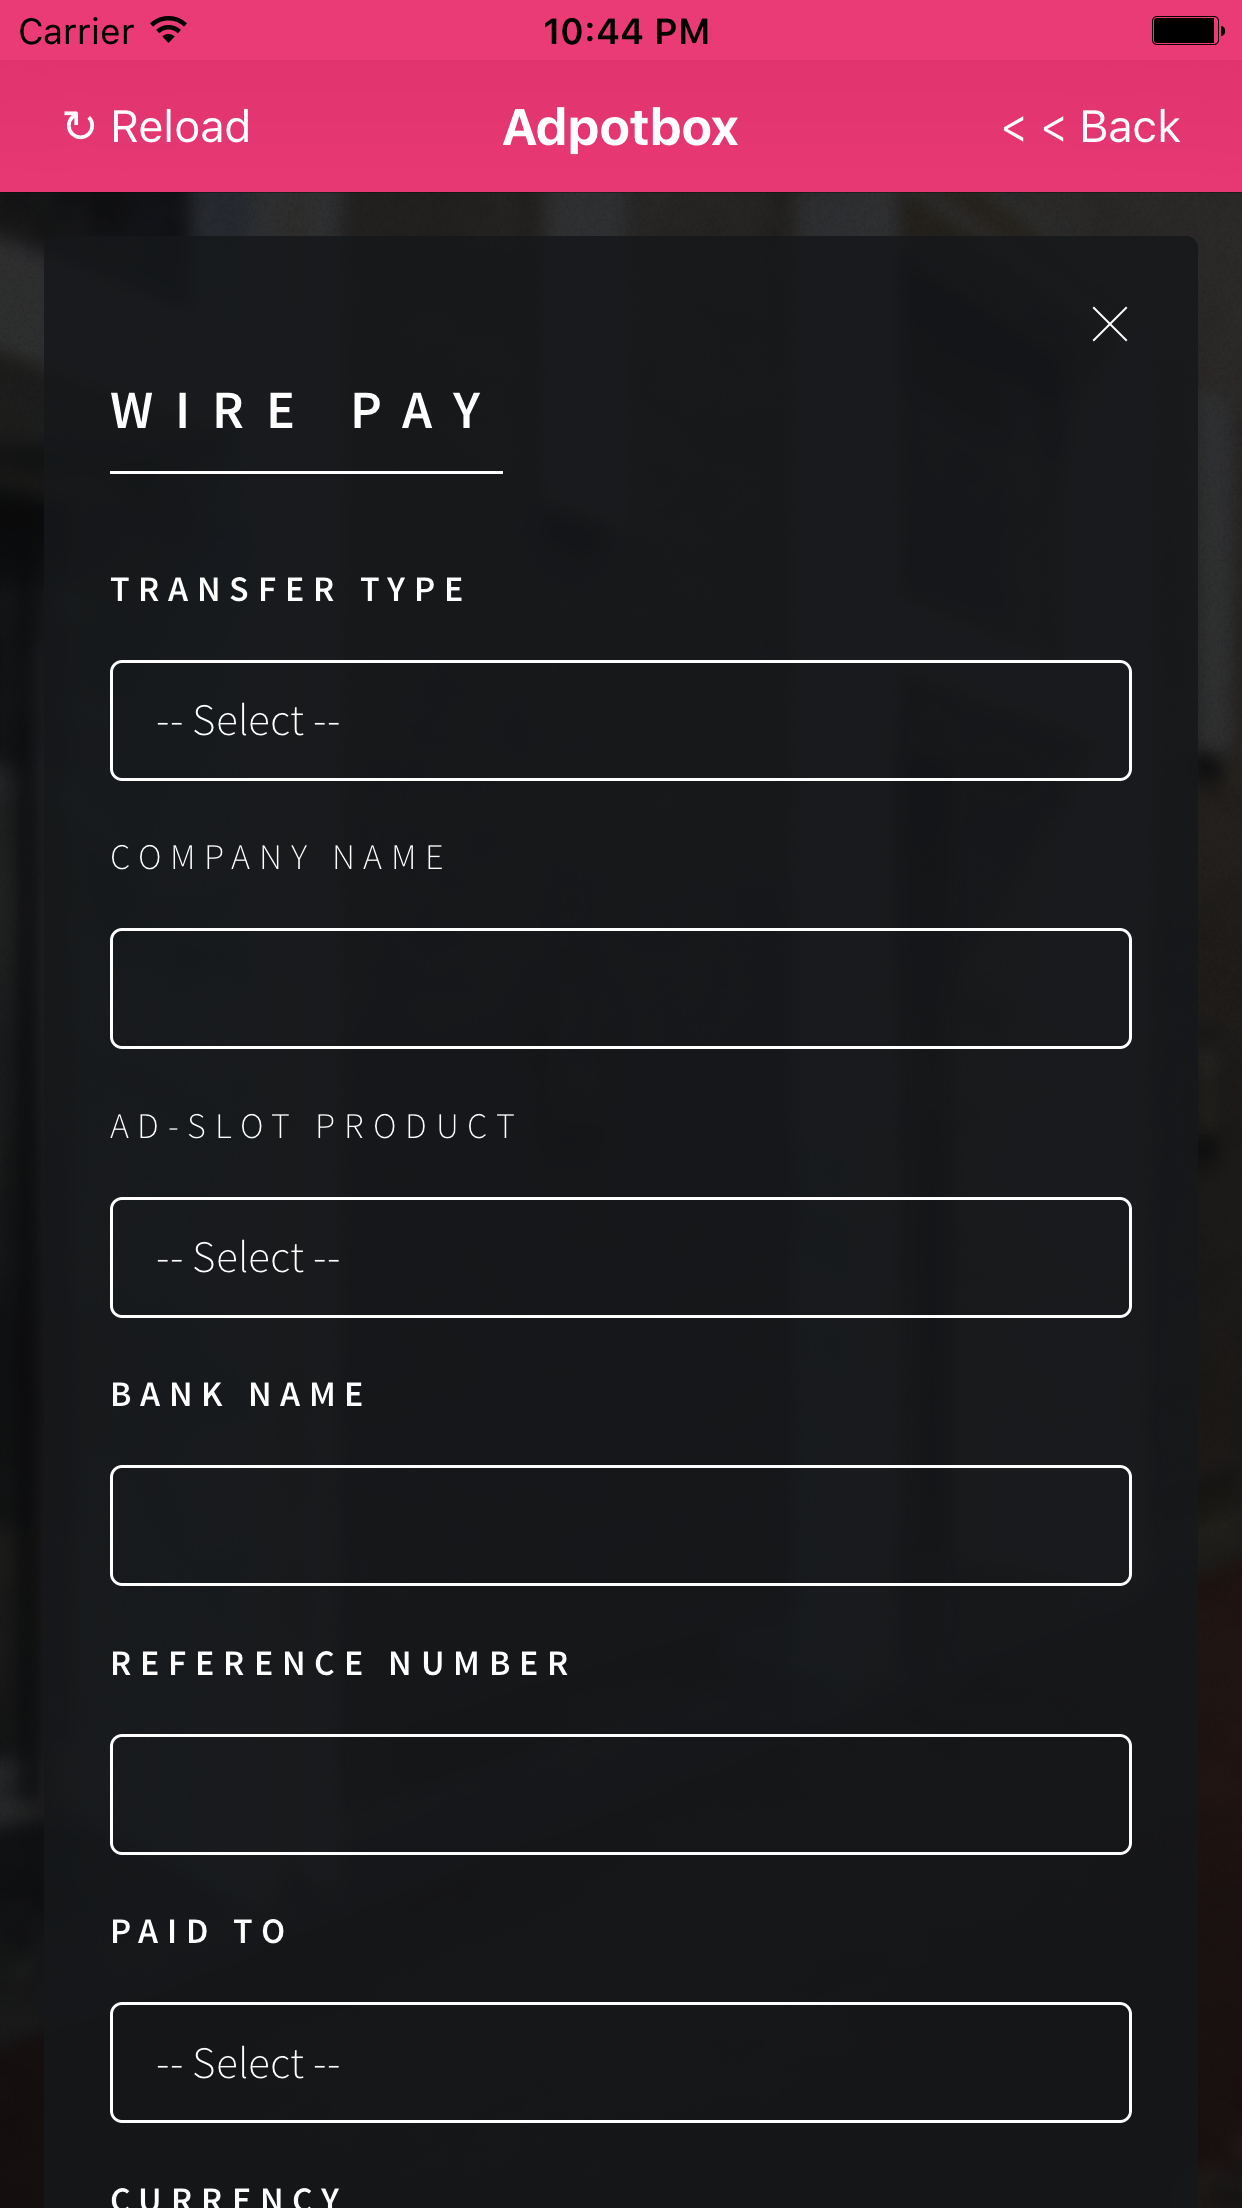 Carrier 10:44 PM
↻ Reload Adpotbox < < Back
WIRE PAY
TRANSFER TYPE
-- Select --
COMPANY NAME
AD-SLOT PRODUCT
-- Select --
BANK NAME
REFERENCE NUMBER
PAID TO
-- Select --
CURRENCY